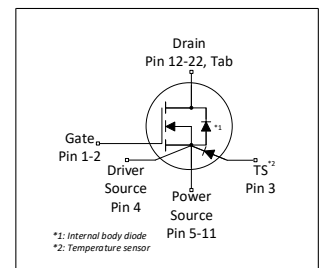 Drain
Pin 12-22, Tab
*1
Gate
Pin 1-2
Driver
Source
Pin 4
Power
Source
Pin 5-11
TS*2
Pin 3
*1: Internal body diode
*2: Temperature sensor